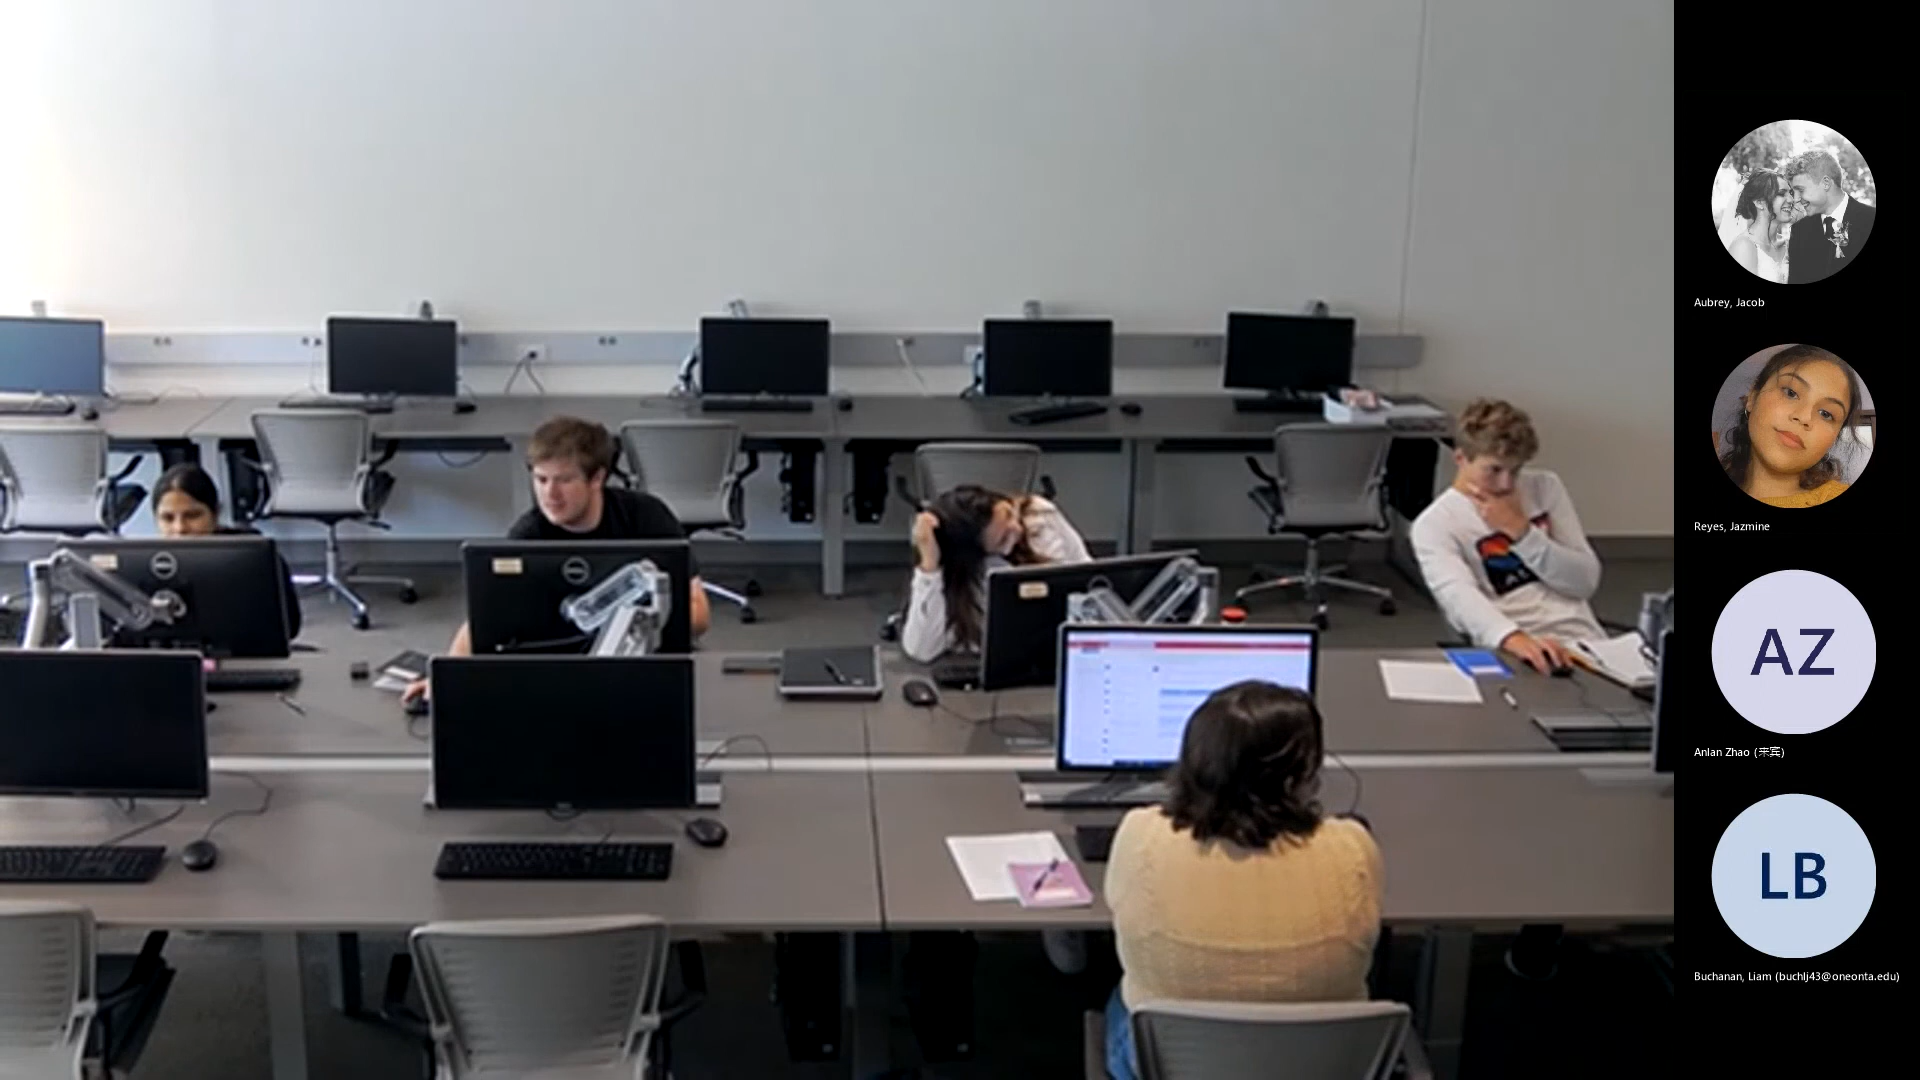 Aubrey, Jacob
Reyes, Jazmine
AZ
Anlan Zhao (来宾)
LB
Buchanan, Liam (buchlj43@oneonta.edu)